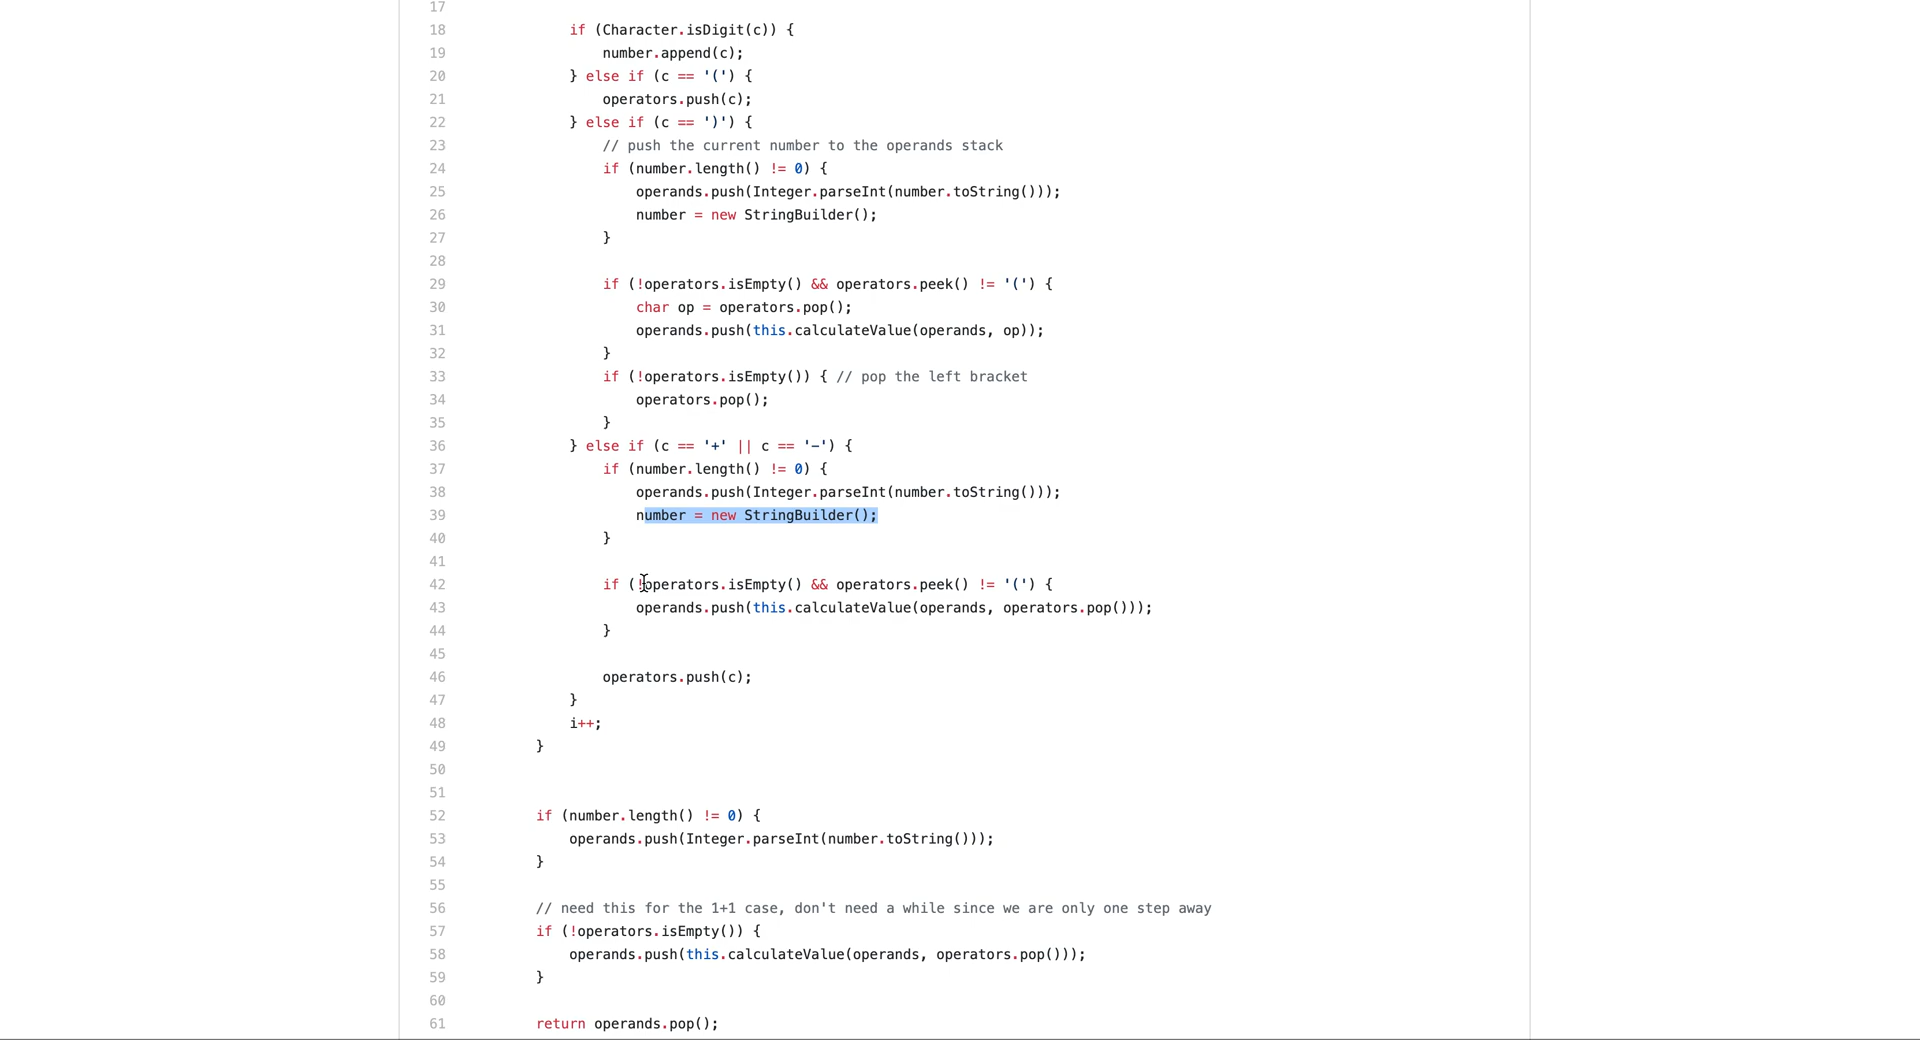 17
18 if (Character.isDigit(c)) {
19 number.append(c);
20 } else if (c == '(') {
21 operators.push(c);
22 } else if (c == ')') {
23 // push the current number to the operands stack
24 if (number.length() != 0) {
25 operands.push(Integer.parseInt(number.toString()));
26 number = new StringBuilder();
27 }
28
29 if (!operators.isEmpty() && operators.peek() != '(') {
30 char op = operators.pop();
31 operands.push(this.calculateValue(operands, op));
32 }
33 if (!operators.isEmpty()) { // pop the left bracket
34 operators.pop();
35 }
36 } else if (c == '+' || c == '-') {
37 if (number.length() != 0) {
38 operands.push(Integer.parseInt(number.toString()));
39 number = new StringBuilder();
40 }
41
42 if (!operators.isEmpty() && operators.peek() != '(') {
43 operands.push(this.calculateValue(operands, operators.pop()));
44 }
45
46 operators.push(c);
47 }
48 i++;
49 }
50
51
52 if (number.length() != 0) {
53 operands.push(Integer.parseInt(number.toString()));
54 }
55
56 // need this for the 1+1 case, don't need a while since we are only one step away
57 if (!operators.isEmpty()) {
58 operands.push(this.calculateValue(operands, operators.pop()));
59 }
60
61 return operands.pop();